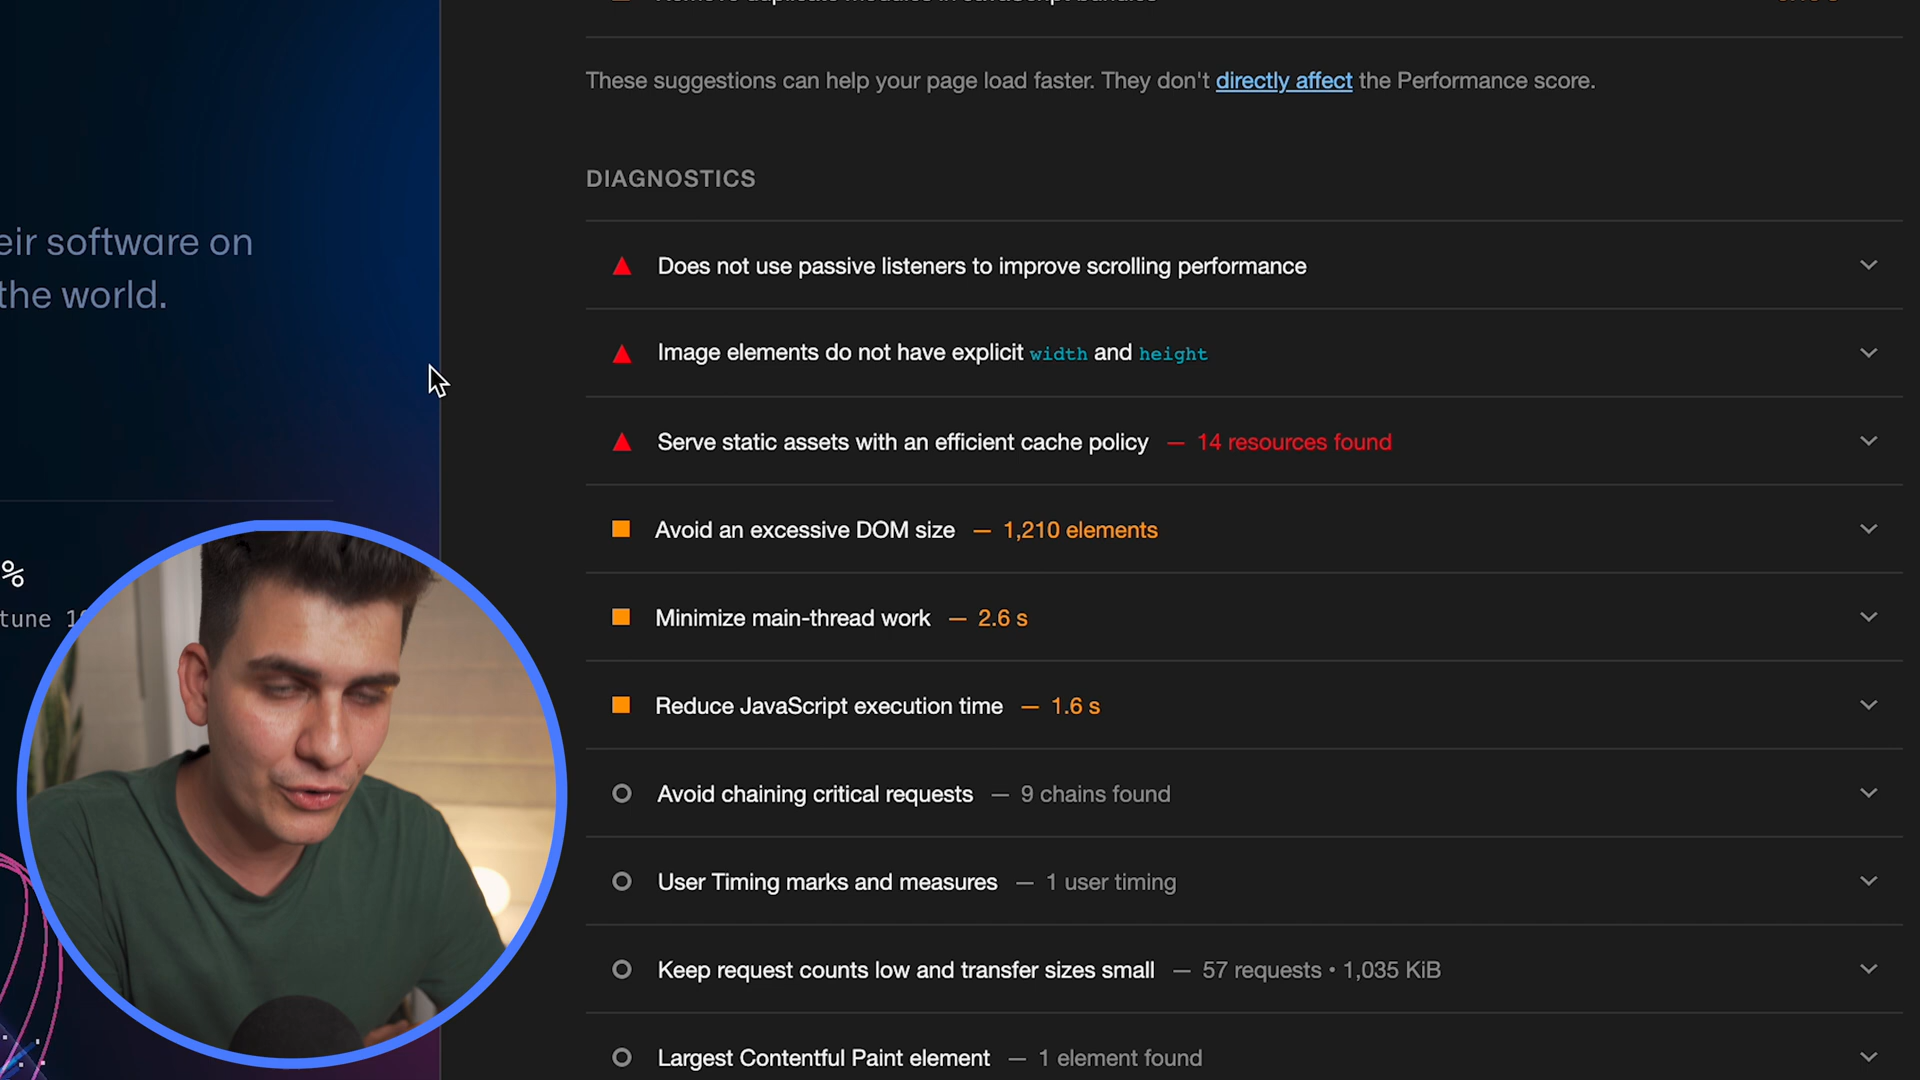 These suggestions can help your page load faster. They don't directly affect the Performance score.
DIAGNOSTICS
Does not use passive listeners to improve scrolling performance
Image elements do not have explicit width and height
Serve static assets with an efficient cache policy — 14 resources found
Avoid an excessive DOM size — 1,210 elements
Minimize main-thread work — 2.6 s
Reduce JavaScript execution time — 1.6 s
Avoid chaining critical requests — 9 chains found
User Timing marks and measures — 1 user timing
Keep request counts low and transfer sizes small — 57 requests • 1,035 KiB
Largest Contentful Paint element — 1 element found
eir software on
the world.
%
tune